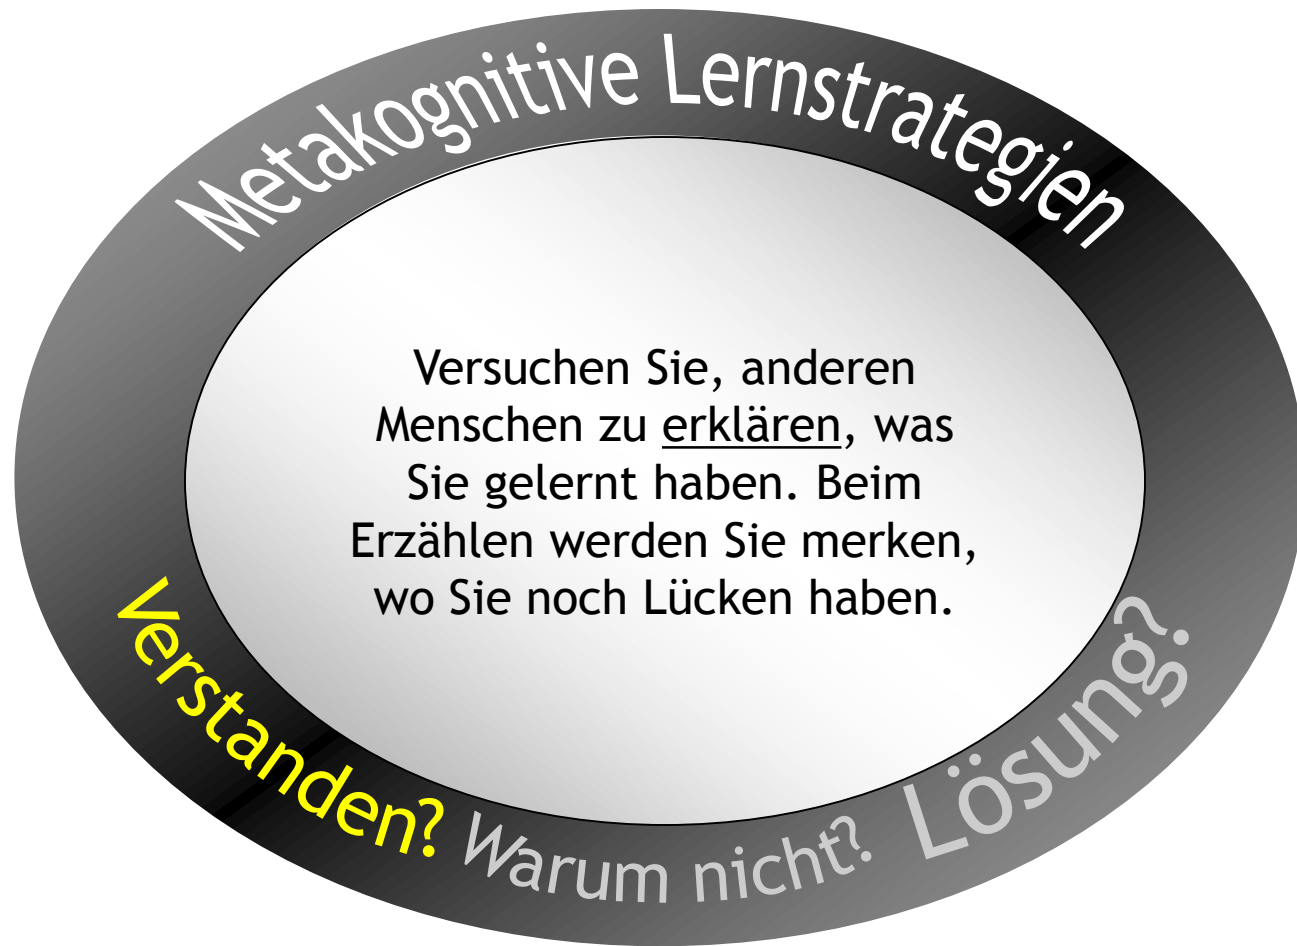 Metakognitive Lernstrategien
Versuchen Sie, anderen
Menschen zu erklären, was
Sie gelernt haben. Beim
Erzählen werden Sie merken,
wo Sie noch Lücken haben.
Verstanden? Warum nicht? Lösung?